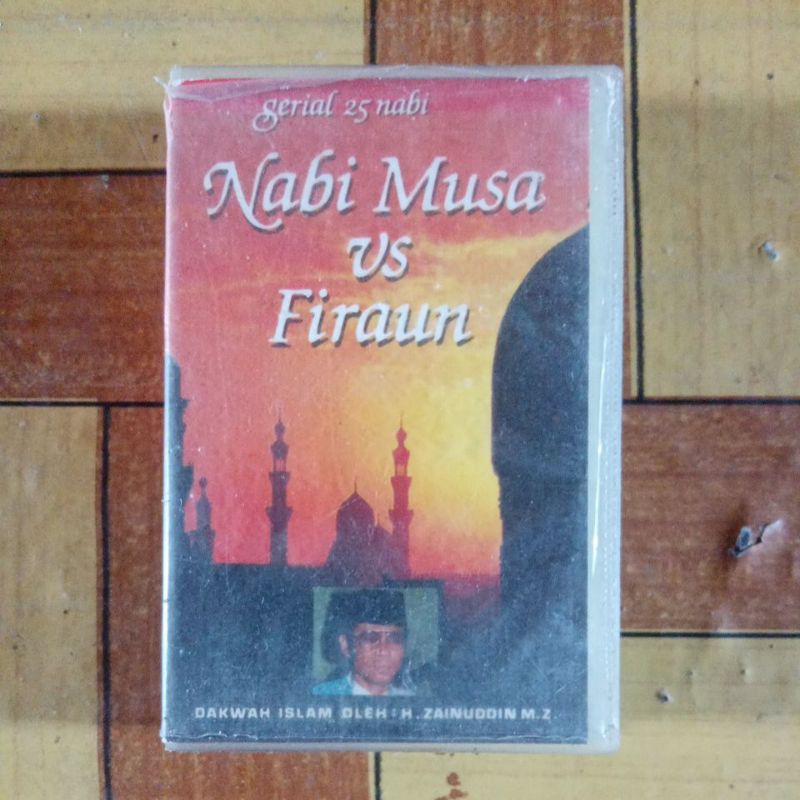 Serial 25 nabi
Nabi Musa
vs
Firaun
DAKWAH ISLAM OLEH : H. ZAINUDDIN M.Z.